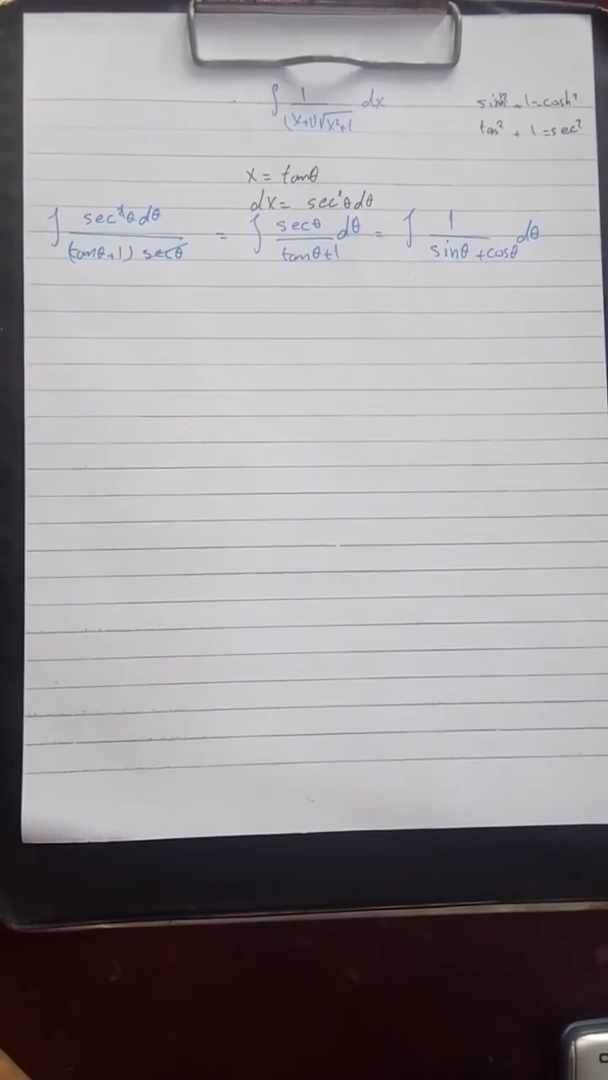 ∫ 1/((x+1)√(x²+1)) dx
sinh² + 1 = cosh²
tan² + 1 = sec²
x = tanθ
dx = sec²θ dθ
∫ sec²θ dθ/((tanθ+1) secθ) = ∫ secθ/(tanθ+1) dθ = ∫ 1/(sinθ + cosθ) dθ